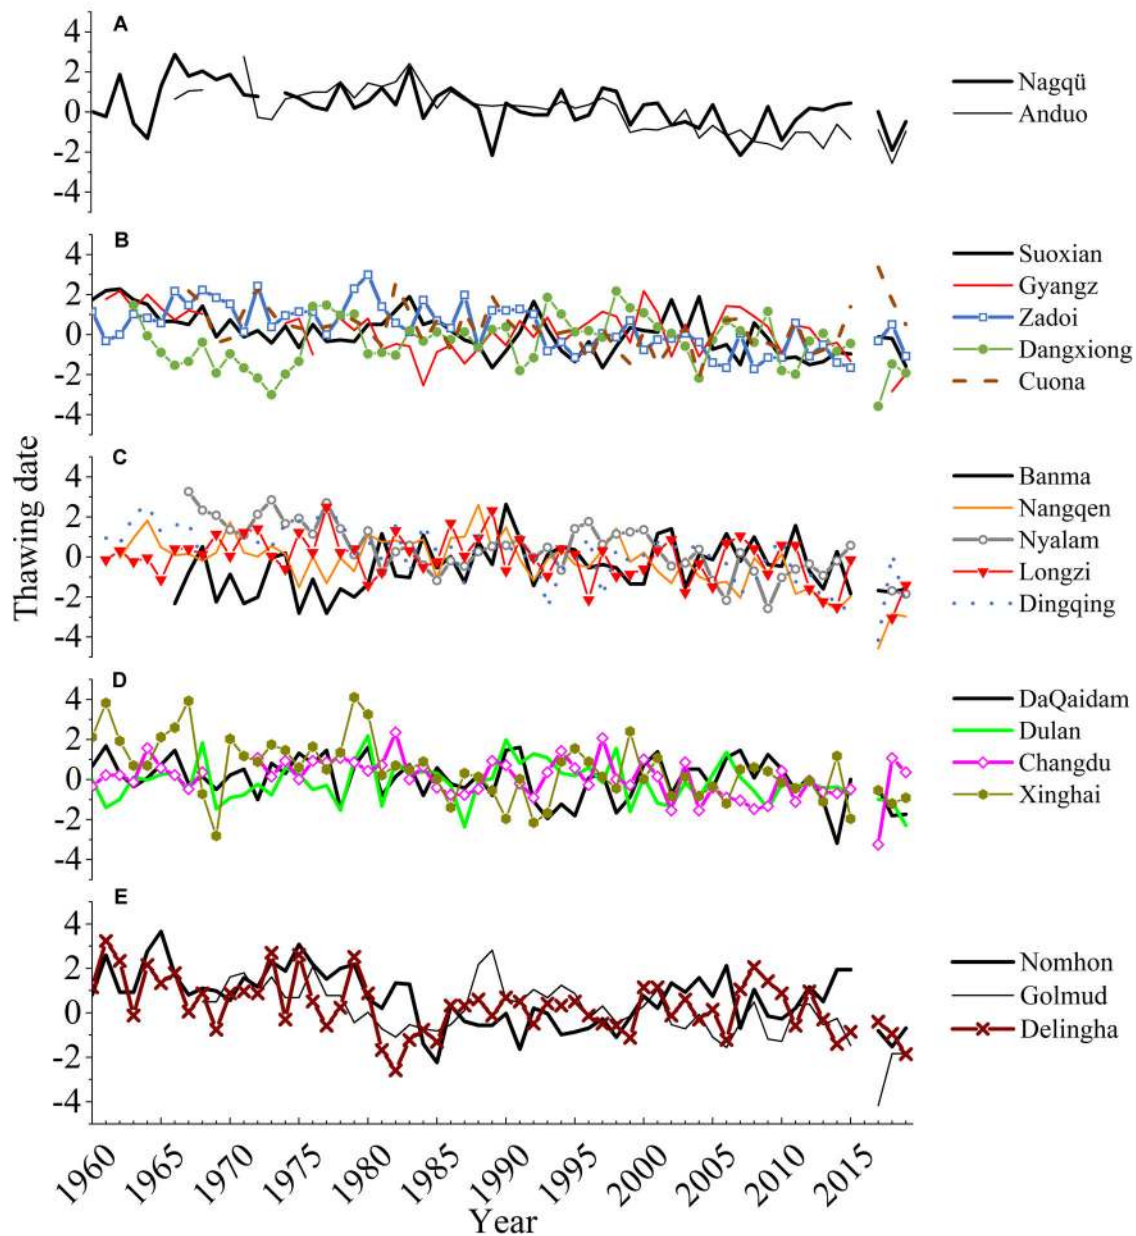 A
4
2
0
-2
-4
Nagqü
Anduo
B
4
2
0
-2
-4
Suoxian
Gyangz
Zadoi
Dangxiong
Cuona
C
4
2
0
-2
-4
Banma
Nangqen
Nyalam
Longzi
Dingqing
Thawing date
D
4
2
0
-2
-4
DaQaidam
Dulan
Changdu
Xinghai
E
4
2
0
-2
-4
Nomhon
Golmud
Delingha
1960
1965
1970
1975
1980
1985
1990
1995
2000
2005
2010
2015
Year